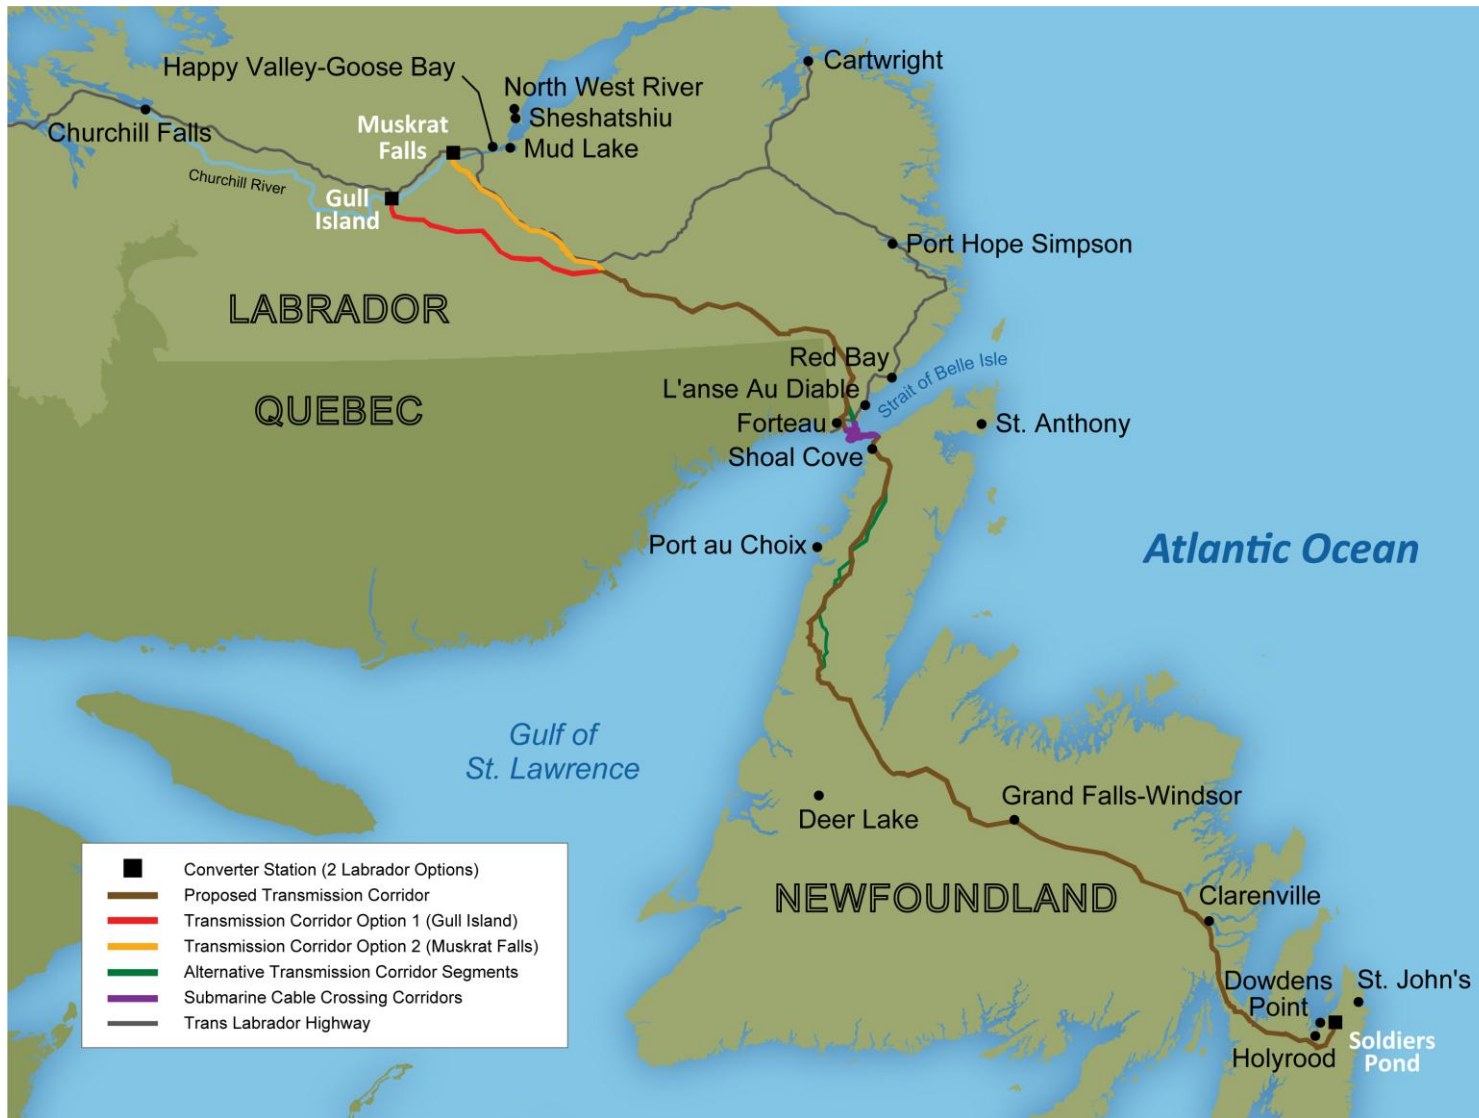 Cartwright
Happy Valley-Goose Bay
North West River
Sheshatshiu
Mud Lake
Churchill Falls
Muskrat
Falls
Churchill River
Gull
Island
Port Hope Simpson
LABRADOR
QUEBEC
Red Bay
L'anse Au Diable
Strait of Belle Isle
Forteau
St. Anthony
Shoal Cove
Port au Choix
Atlantic Ocean
Gulf of
St. Lawrence
Deer Lake
Grand Falls-Windsor
NEWFOUNDLAND
Clarenville
Dowdens
Point
St. John's
Holyrood
Soldiers
Pond
Converter Station (2 Labrador Options)
Proposed Transmission Corridor
Transmission Corridor Option 1 (Gull Island)
Transmission Corridor Option 2 (Muskrat Falls)
Alternative Transmission Corridor Segments
Submarine Cable Crossing Corridors
Trans Labrador Highway